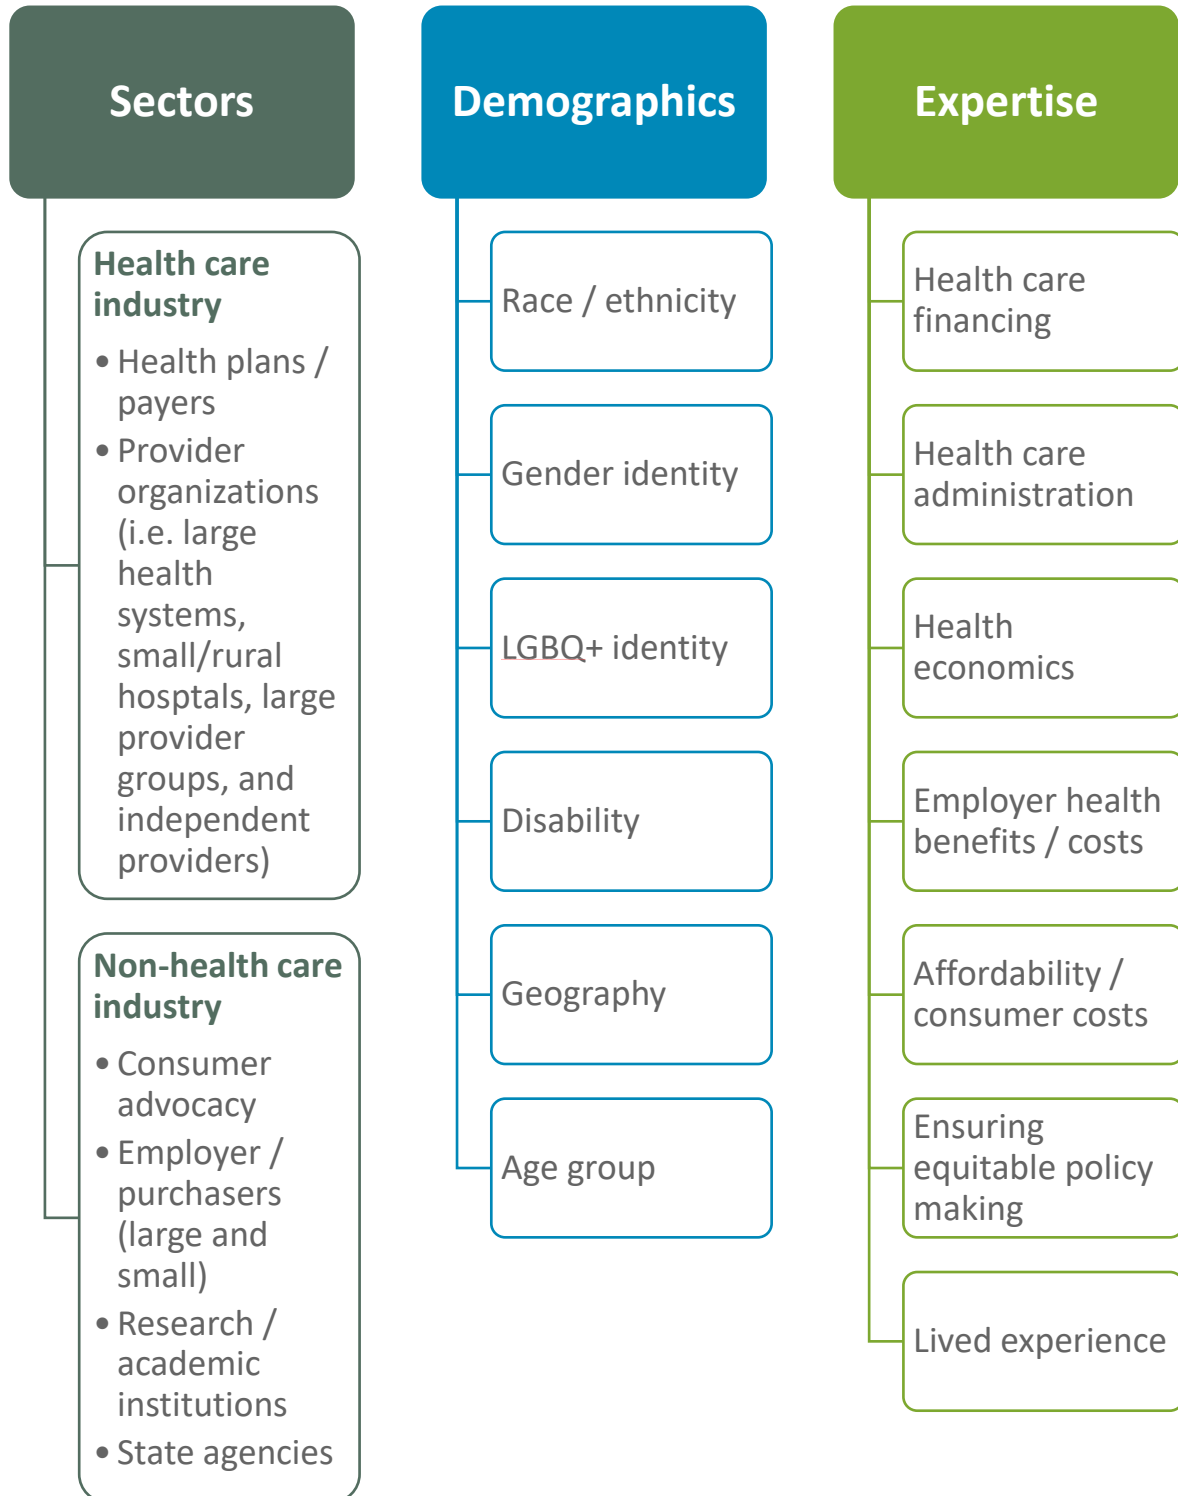 Sectors
Health care
industry
• Health plans /
payers
• Provider
organizations
(i.e. large
health
systems,
small/rural
hosptals, large
provider
groups, and
independent
providers)
Non-health care
industry
• Consumer
advocacy
• Employer /
purchasers
(large and
small)
• Research /
academic
institutions
• State agencies
Demographics
Race / ethnicity
Gender identity
LGBQ+ identity
Disability
Geography
Age group
Expertise
Health care
financing
Health care
administration
Health
economics
Employer health
benefits / costs
Affordability /
consumer costs
Ensuring
equitable policy
making
Lived experience